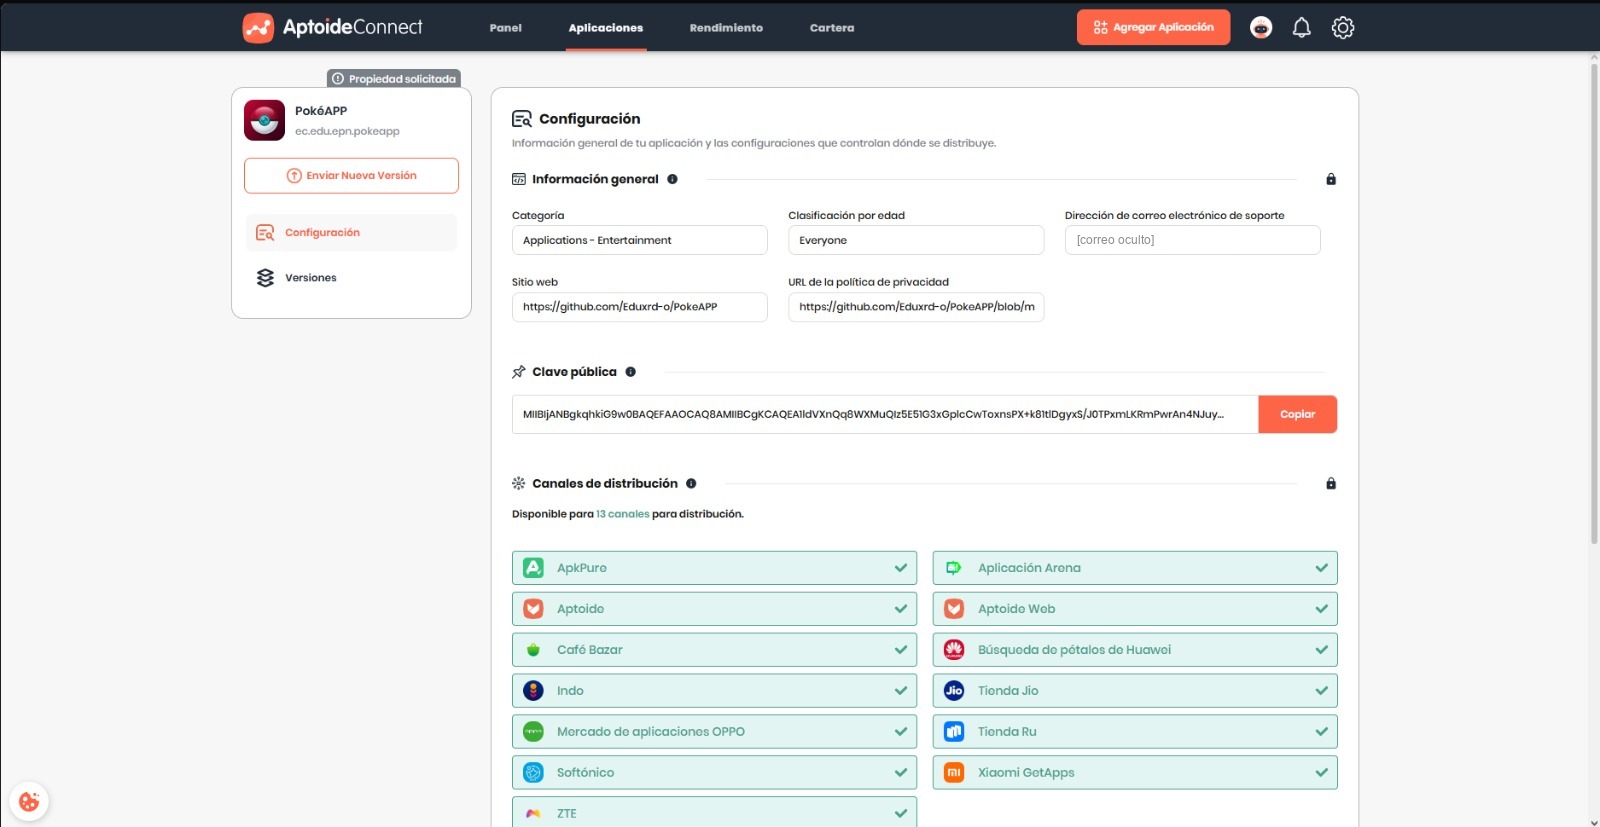 AptoideConnect
Panel
Aplicaciones
Rendimiento
Cartera
Agregar Aplicación
Propiedad solicitada
PokéAPP
ec.edu.epn.pokeapp
Enviar Nueva Versión
Configuración
Versiones
Configuración
Información general de tu aplicación y las configuraciones que controlan dónde se distribuye.
Información general
Categoría
Clasificación por edad
Dirección de correo electrónico de soporte
Applications - Entertainment
Everyone
[correo oculto]
Sitio web
URL de la política de privacidad
https://github.com/Eduxrd-o/PokeAPP
https://github.com/Eduxrd-o/PokeAPP/blob/m
Clave pública
Copiar
Canales de distribución
Disponible para 13 canales para distribución.
ApkPure
Aplicación Arena
Aptoide
Aptoide Web
Café Bazar
Búsqueda de pétalos de Huawei
Indo
Jio
Tienda Jio
Mercado de aplicaciones OPPO
Tienda Ru
Softónico
Xiaomi GetApps
ZTE